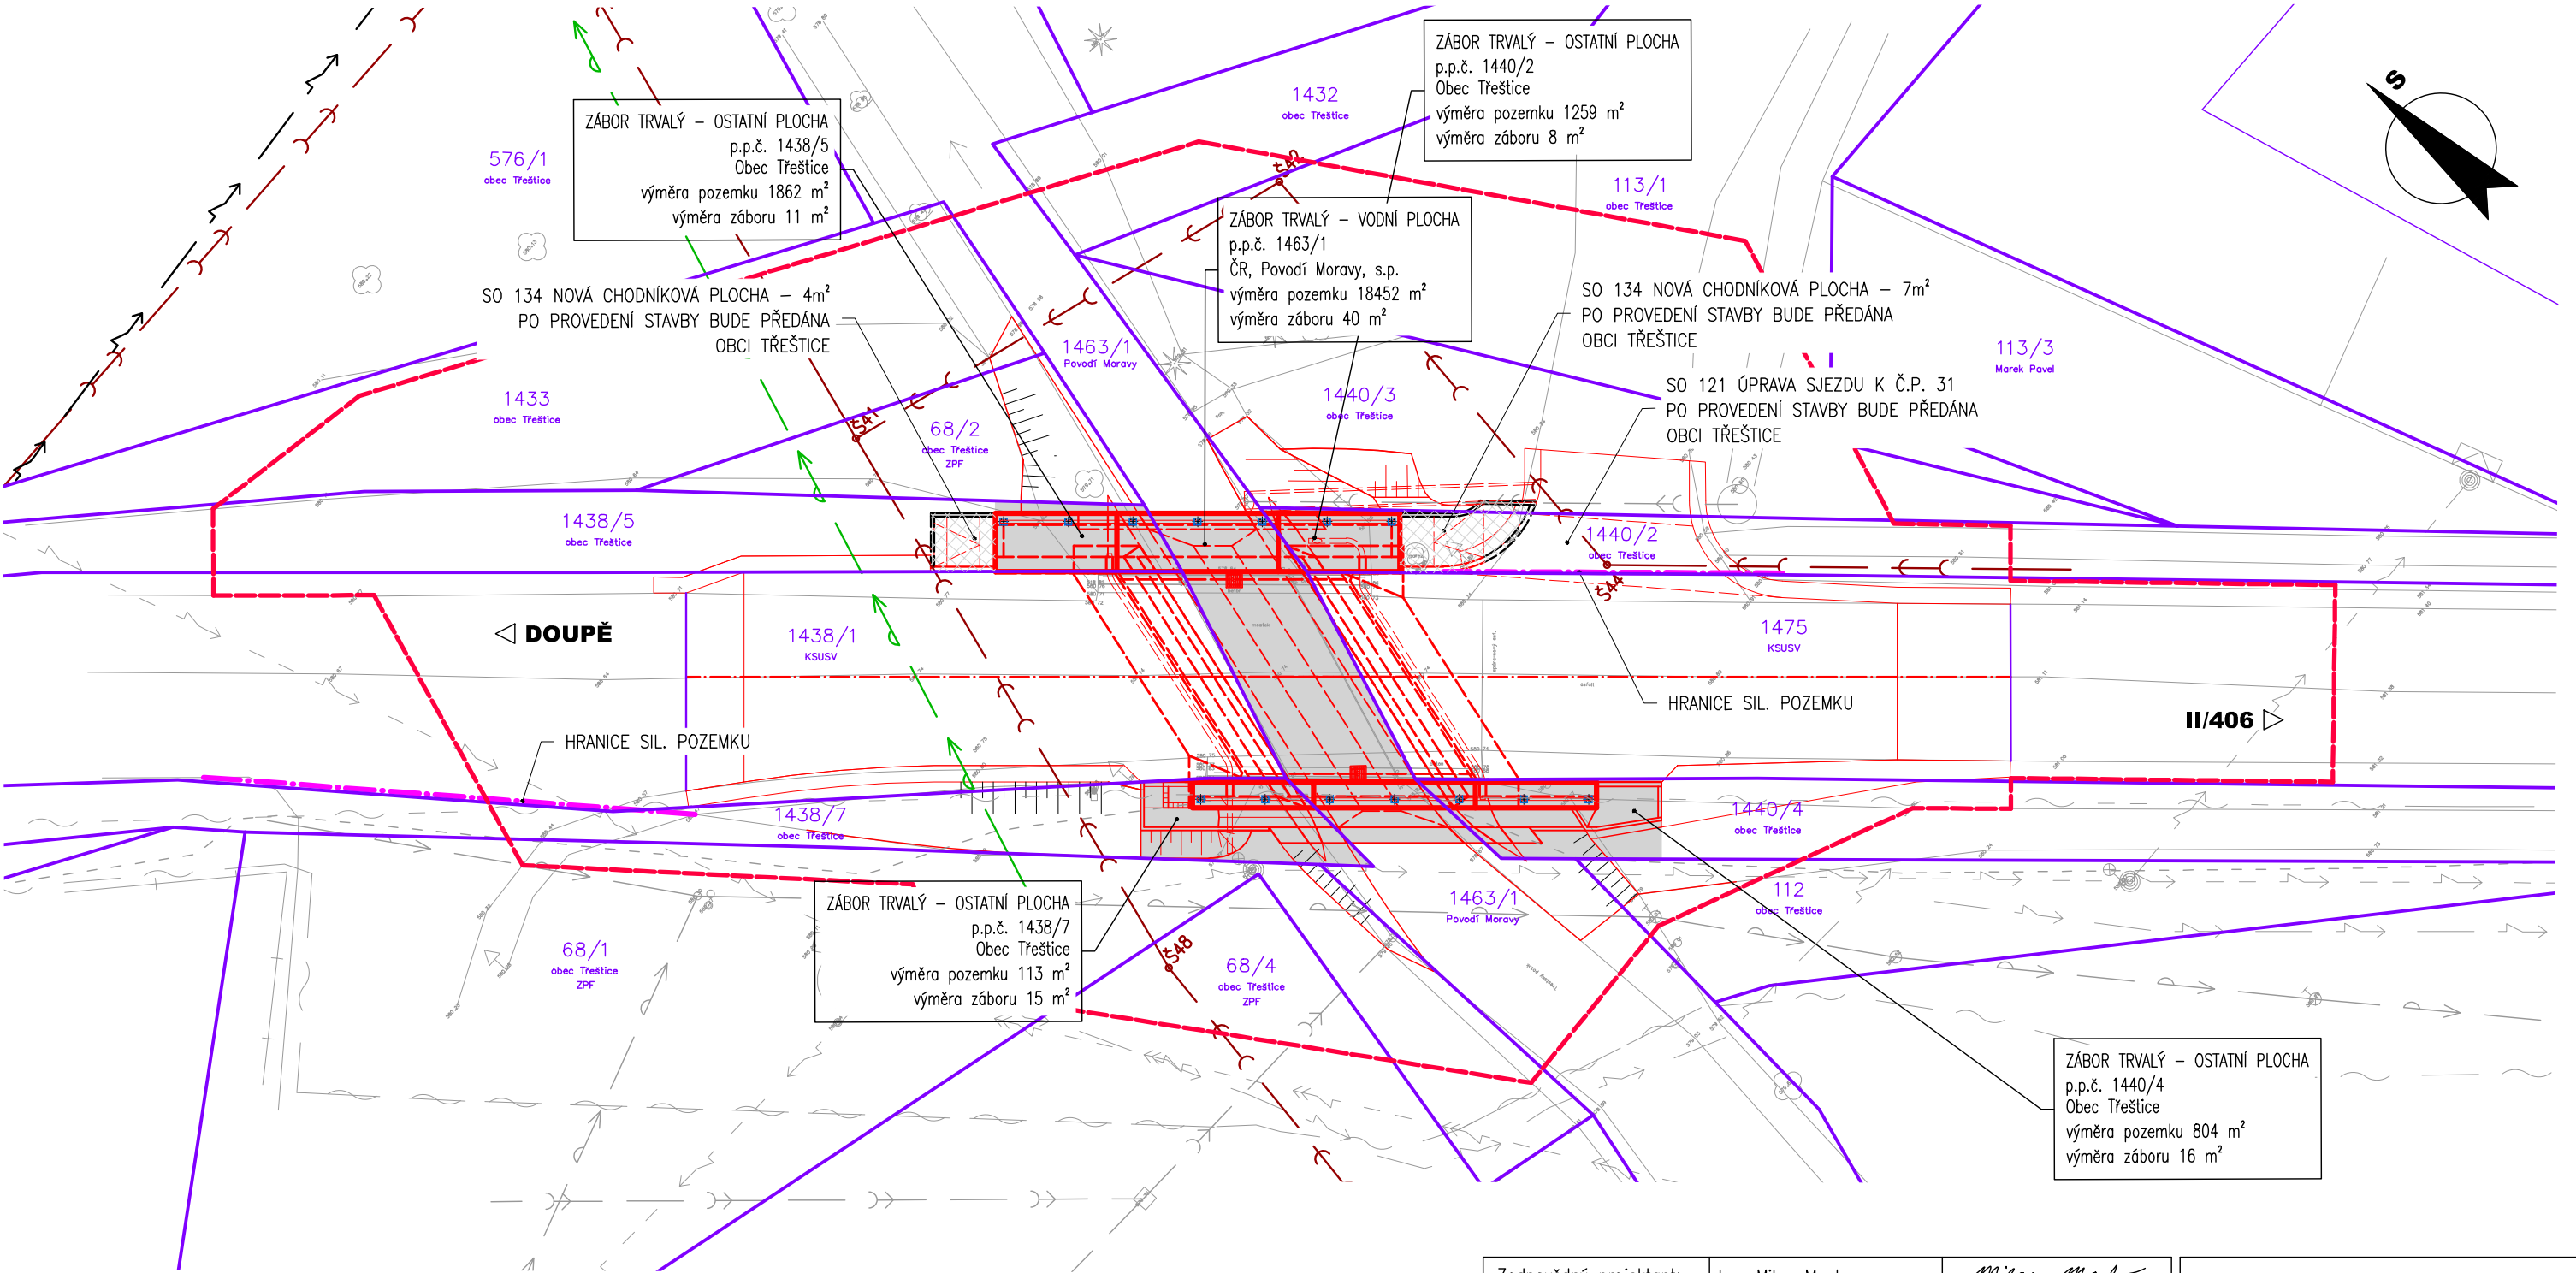 ZÁBOR TRVALÝ – OSTATNÍ PLOCHA
p.p.č. 1440/2
Obec Třeštice
výměra pozemku 1259 m²
výměra záboru 8 m²
S
1432
obec Třeštice
ZÁBOR TRVALÝ – OSTATNÍ PLOCHA
p.p.č. 1438/5
Obec Třeštice
výměra pozemku 1862 m²
výměra záboru 11 m²
576/1
obec Třeštice
Š42
113/1
obec Třeštice
ZÁBOR TRVALÝ – VODNÍ PLOCHA
p.p.č. 1463/1
ČR, Povodí Moravy, s.p.
výměra pozemku 18452 m²
výměra záboru 40 m²
SO 134 NOVÁ CHODNÍKOVÁ PLOCHA – 4m²
PO PROVEDENÍ STAVBY BUDE PŘEDÁNA
OBCI TŘEŠTICE
SO 134 NOVÁ CHODNÍKOVÁ PLOCHA – 7m²
PO PROVEDENÍ STAVBY BUDE PŘEDÁNA
OBCI TŘEŠTICE
1463/1
Povodí Moravy
113/3
Marek Pavel
SO 121 ÚPRAVA SJEZDU K Č.P. 31
PO PROVEDENÍ STAVBY BUDE PŘEDÁNA
OBCI TŘEŠTICE
1433
obec Třeštice
1440/3
obec Třeštice
Š41
68/2
obec Třeštice
ZPF
1438/5
obec Třeštice
1440/2
obec Třeštice
Š44
DOUPĚ
1438/1
KSUSV
1475
KSUSV
HRANICE SIL. POZEMKU
II/406
HRANICE SIL. POZEMKU
1438/7
obec Třeštice
1440/4
obec Třeštice
ZÁBOR TRVALÝ – OSTATNÍ PLOCHA
p.p.č. 1438/7
Obec Třeštice
výměra pozemku 113 m²
výměra záboru 15 m²
1463/1
Povodí Moravy
112
obec Třeštice
68/1
obec Třeštice
ZPF
Š48
68/4
obec Třeštice
ZPF
ZÁBOR TRVALÝ – OSTATNÍ PLOCHA
p.p.č. 1440/4
Obec Třeštice
výměra pozemku 804 m²
výměra záboru 16 m²